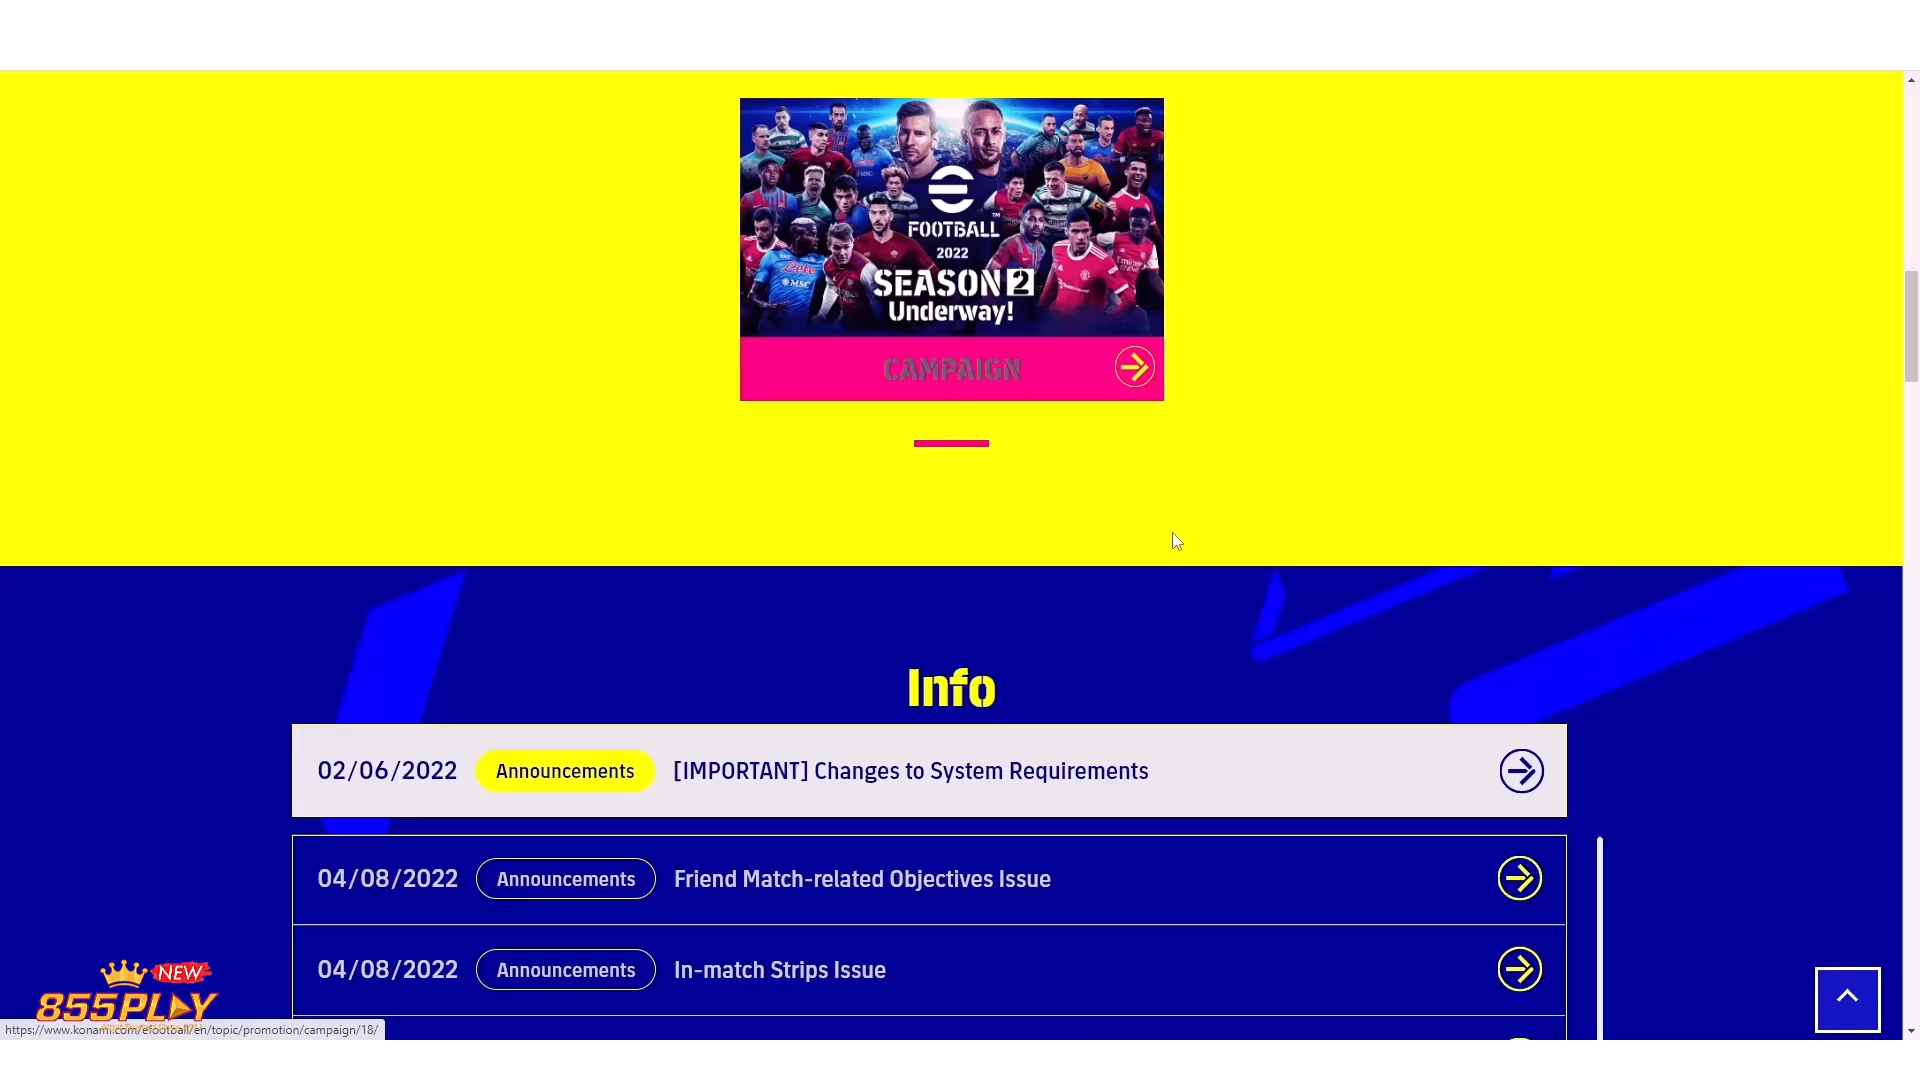 FOOTBALL™
2022
SEASON 2
Underway!
CAMPAIGN
Info
02/06/2022 Announcements [IMPORTANT] Changes to System Requirements
04/08/2022 Announcements Friend Match-related Objectives Issue
04/08/2022 Announcements In-match Strips Issue
NEW
855PLAY
https://www.konami.com/efootball/en/topic/promotion/campaign/18/